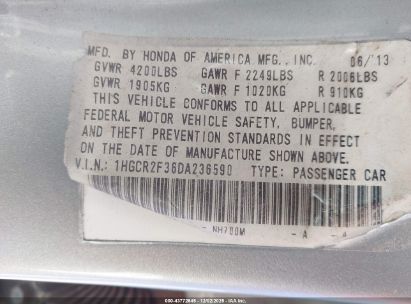 MFD. BY HONDA OF AMERICA MFG., INC. 06/13
GVWR 4200LBS GAWR F 2249LBS R 2006LBS
GVWR 1905KG GAWR F 1020KG R 910KG
THIS VEHICLE CONFORMS TO ALL APPLICABLE
FEDERAL MOTOR VEHICLE SAFETY, BUMPER,
AND THEFT PREVENTION STANDARDS IN EFFECT
ON THE DATE OF MANUFACTURE SHOWN ABOVE.
V.I.N.: 1HGCR2F36DA236590 TYPE: PASSENGER CAR
NH700M - A - 4